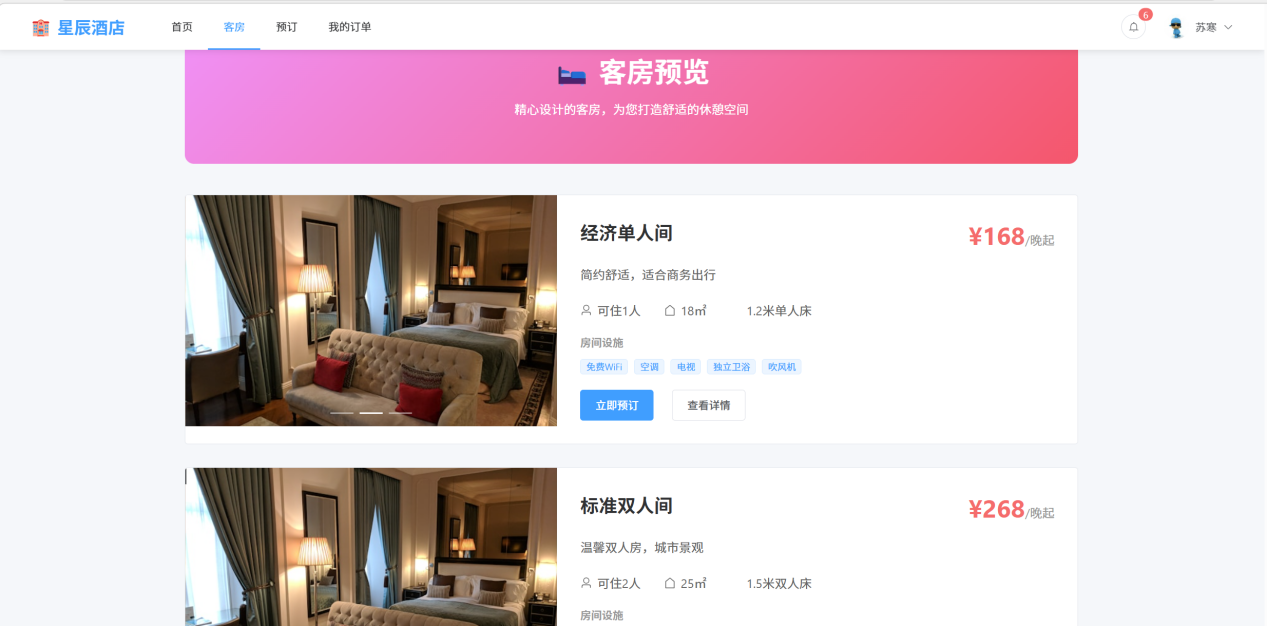 星辰酒店 首页 客房 预订 我的订单 6 苏寒
客房预览
精心设计的客房，为您打造舒适的休憩空间
经济单人间 ¥168/晚起
简约舒适，适合商务出行
可住1人 18㎡ 1.2米单人床
房间设施
免费WiFi 空调 电视 独立卫浴 吹风机
立即预订 查看详情
标准双人间 ¥268/晚起
温馨双人房，城市景观
可住2人 25㎡ 1.5米双人床
房间设施